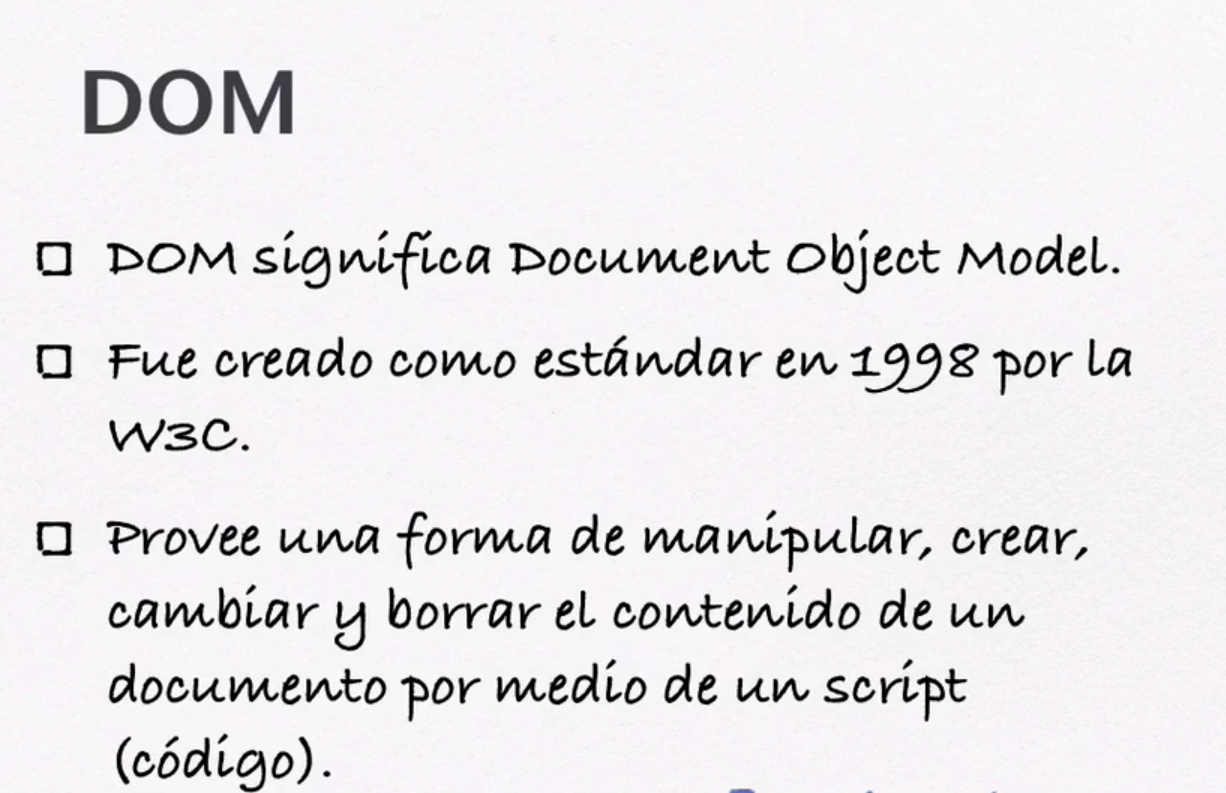 DOM
DOM significa Document Object Model.
Fue creado como estándar en 1998 por la
W3C.
Provee una forma de manipular, crear,
cambiar y borrar el contenido de un
documento por medio de un script
(código).